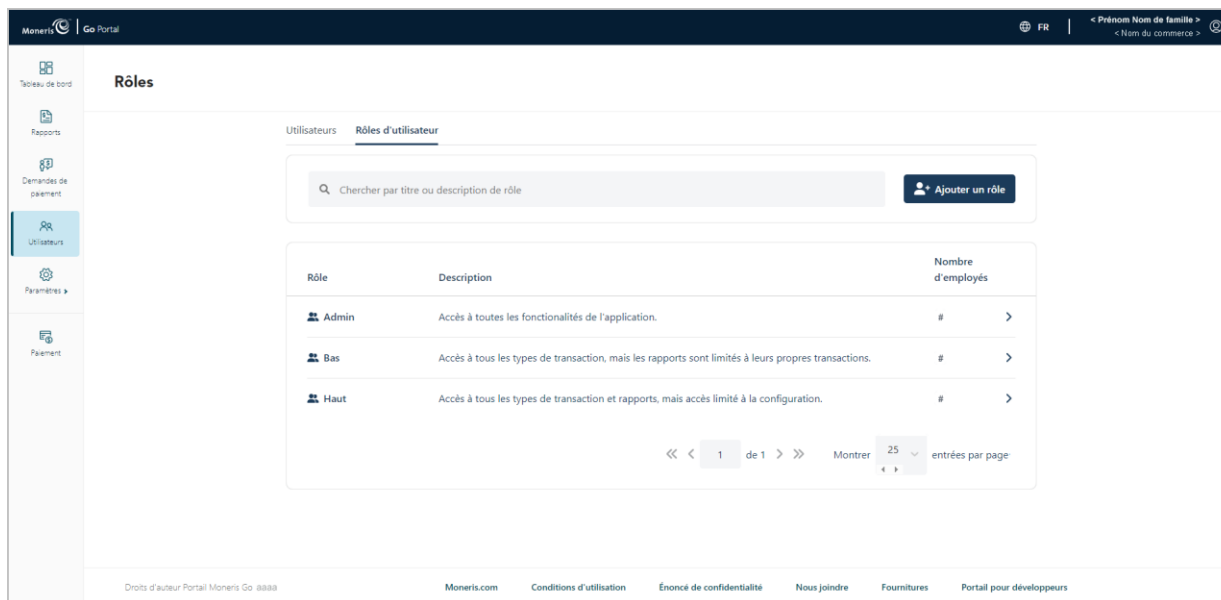 Moneris Go Portal
FR
< Prénom Nom de famille >
< Nom du commerce >
Tableau de bord
Rapports
Demandes de
paiement
Utilisateurs
Paramètres
Paiement
Rôles
Utilisateurs Rôles d'utilisateur
Chercher par titre ou description de rôle
Ajouter un rôle
Rôle Description Nombre
d'employés
Admin Accès à toutes les fonctionalités de l'application. #
Bas Accès à tous les types de transaction, mais les rapports sont limités à leurs propres transactions. #
Haut Accès à tous les types de transaction et rapports, mais accès limité à la configuration. #
1 de 1 Montrer 25 entrées par page
Droits d'auteur Portail Moneris Go aaaa Moneris.com Conditions d'utilisation Énoncé de confidentialité Nous joindre Fournitures Portail pour développeurs